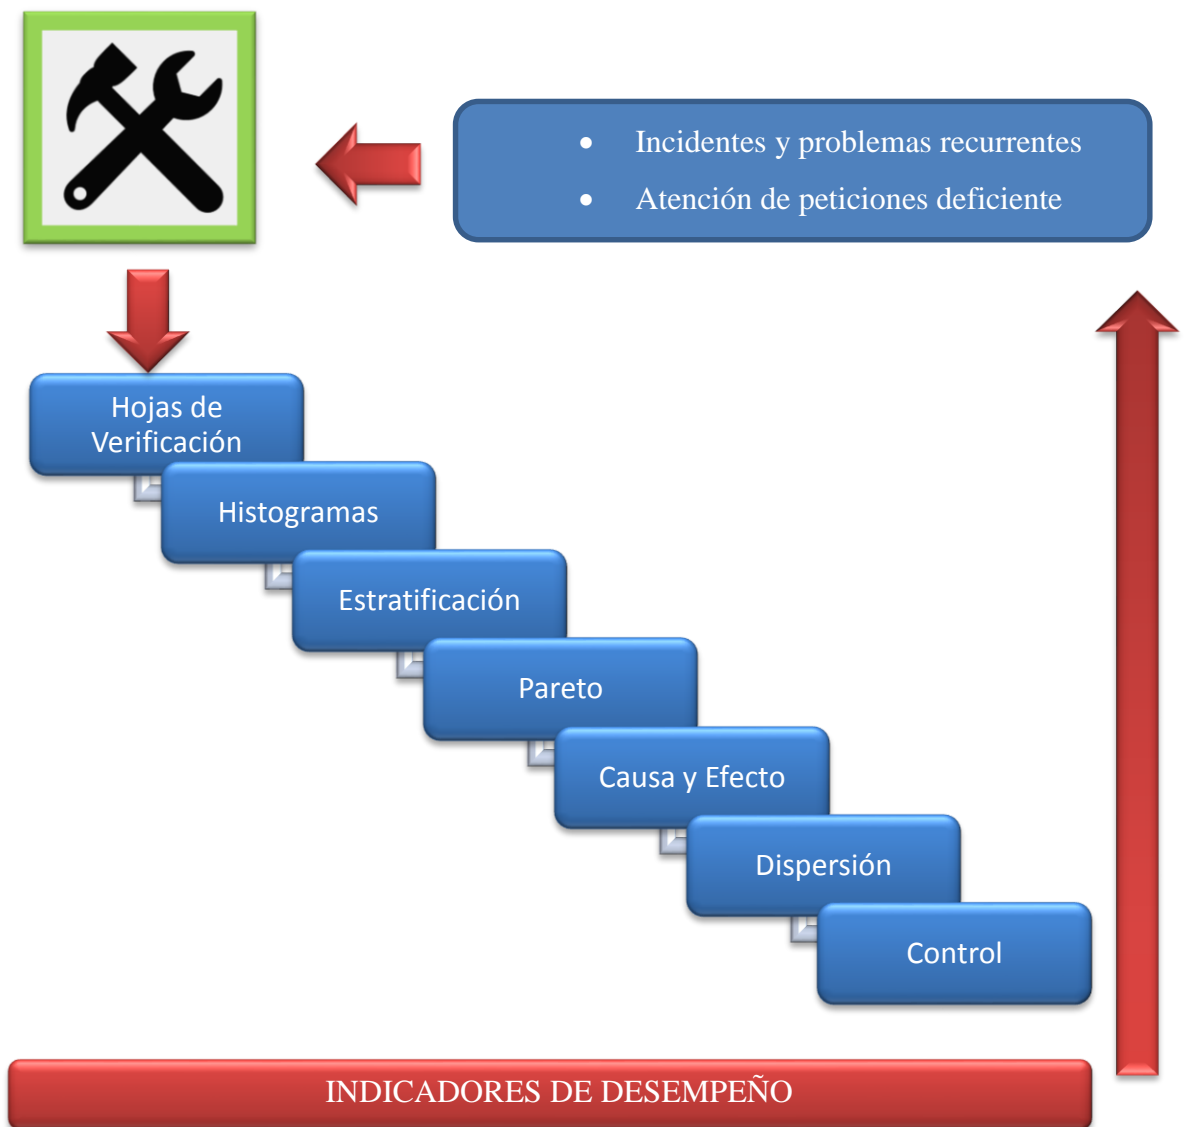 • Incidentes y problemas recurrentes
• Atención de peticiones deficiente
Hojas de
Verificación
Histogramas
Estratificación
Pareto
Causa y Efecto
Dispersión
Control
INDICADORES DE DESEMPEÑO